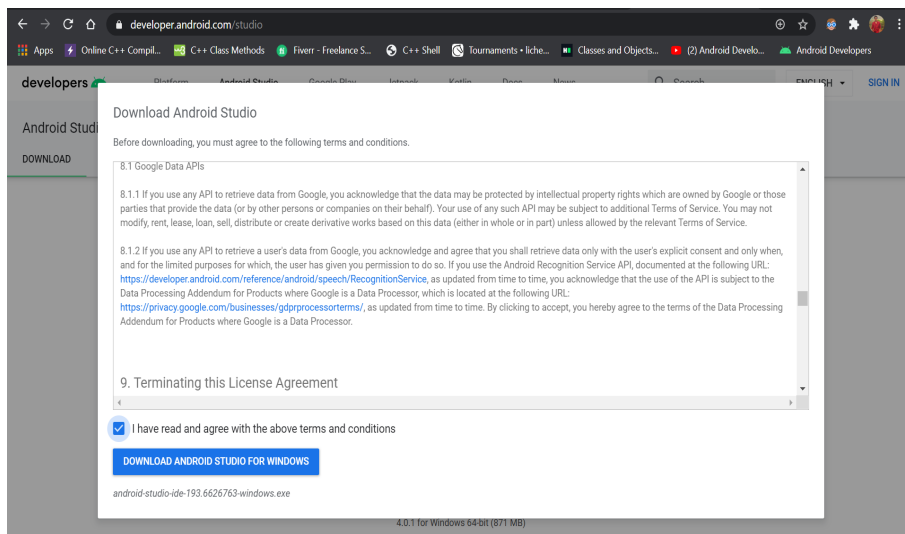 developer.android.com/studio
Apps Online C++ Compil... C++ Class Methods Fiverr - Freelance S... C++ Shell Tournaments • liche... Classes and Objects... (2) Android Develo... Android Developers
developers Platform Android Studio Google Play Jetpack Kotlin Docs News Search ENGLISH SIGN IN
Android Studi
DOWNLOAD
Download Android Studio
Before downloading, you must agree to the following terms and conditions.
8.1 Google Data APIs
8.1.1 If you use any API to retrieve data from Google, you acknowledge that the data may be protected by intellectual property rights which are owned by Google or those
parties that provide the data (or by other persons or companies on their behalf). Your use of any such API may be subject to additional Terms of Service. You may not
modify, rent, lease, loan, sell, distribute or create derivative works based on this data (either in whole or in part) unless allowed by the relevant Terms of Service.
8.1.2 If you use any API to retrieve a user's data from Google, you acknowledge and agree that you shall retrieve data only with the user's explicit consent and only when,
and for the limited purposes for which, the user has given you permission to do so. If you use the Android Recognition Service API, documented at the following URL:
https://developer.android.com/reference/android/speech/RecognitionService, as updated from time to time, you acknowledge that the use of the API is subject to the
Data Processing Addendum for Products where Google is a Data Processor, which is located at the following URL:
https://privacy.google.com/businesses/gdprprocessorterms/, as updated from time to time. By clicking to accept, you hereby agree to the terms of the Data Processing
Addendum for Products where Google is a Data Processor.
9. Terminating this License Agreement
I have read and agree with the above terms and conditions
DOWNLOAD ANDROID STUDIO FOR WINDOWS
android-studio-ide-193.6626763-windows.exe
4.0.1 for Windows 64-bit (871 MB)